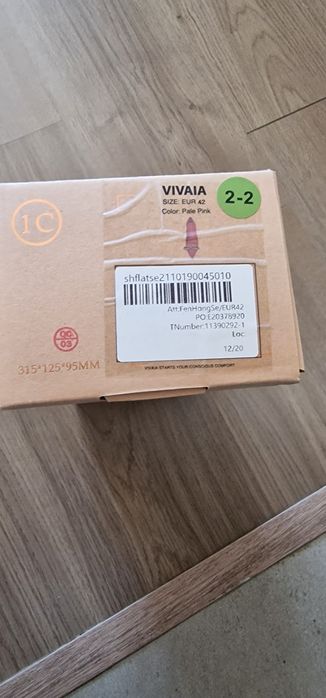 VIVAIA
SIZE: EUR 42
Color: Pale Pink
2-2
1C
shflatse2110190045010
Att:FenHongSe/EUR42
PO:E20378920
TNumber:11390292-1
Loc:
12/20
QC
03
315*125*95MM
VIVAIA STARTS YOUR CONSCIOUS COMFORT